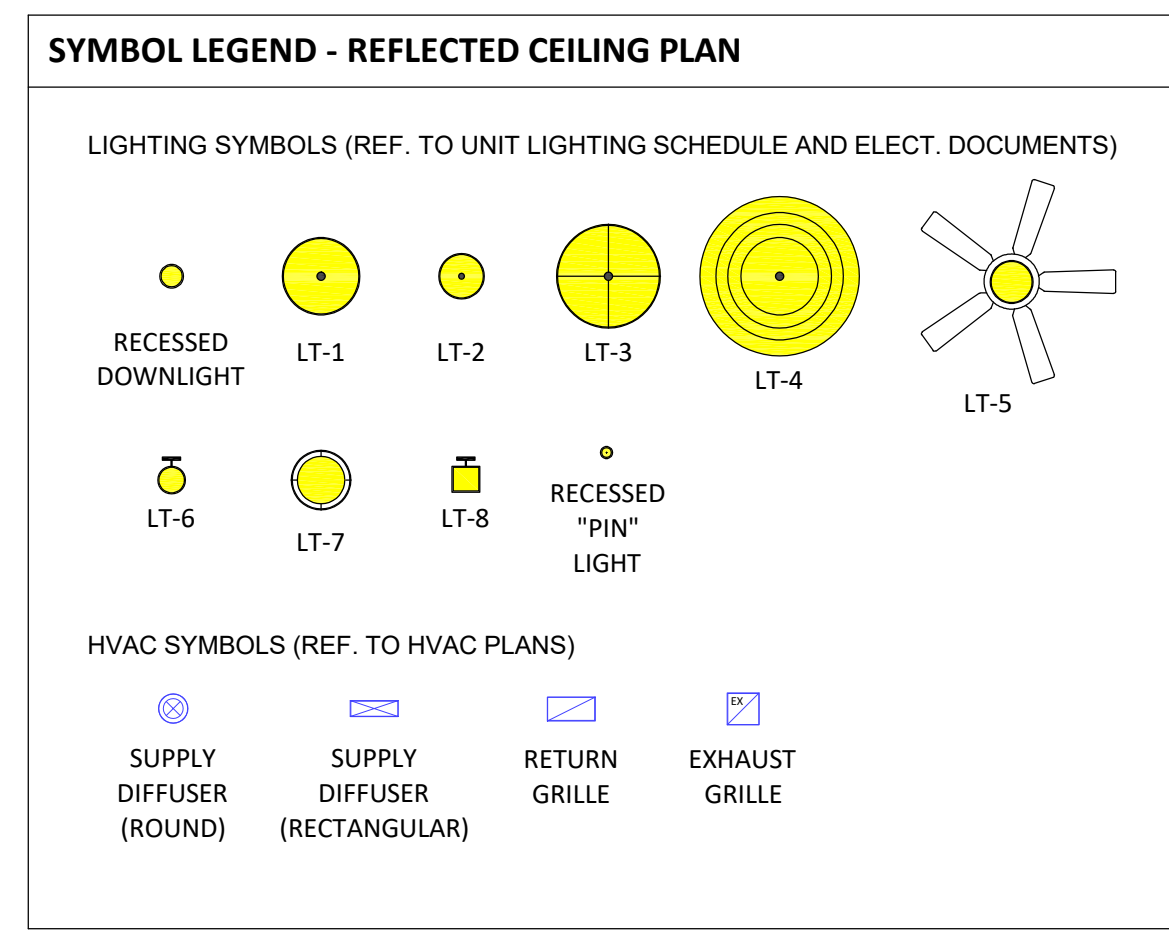 SYMBOL LEGEND - REFLECTED CEILING PLAN
LIGHTING SYMBOLS (REF. TO UNIT LIGHTING SCHEDULE AND ELECT. DOCUMENTS)
RECESSED
DOWNLIGHT
LT-1
LT-2
LT-3
LT-4
LT-5
LT-6
LT-7
LT-8
RECESSED
"PIN"
LIGHT
HVAC SYMBOLS (REF. TO HVAC PLANS)
SUPPLY
DIFFUSER
(ROUND)
SUPPLY
DIFFUSER
(RECTANGULAR)
RETURN
GRILLE
EX
EXHAUST
GRILLE